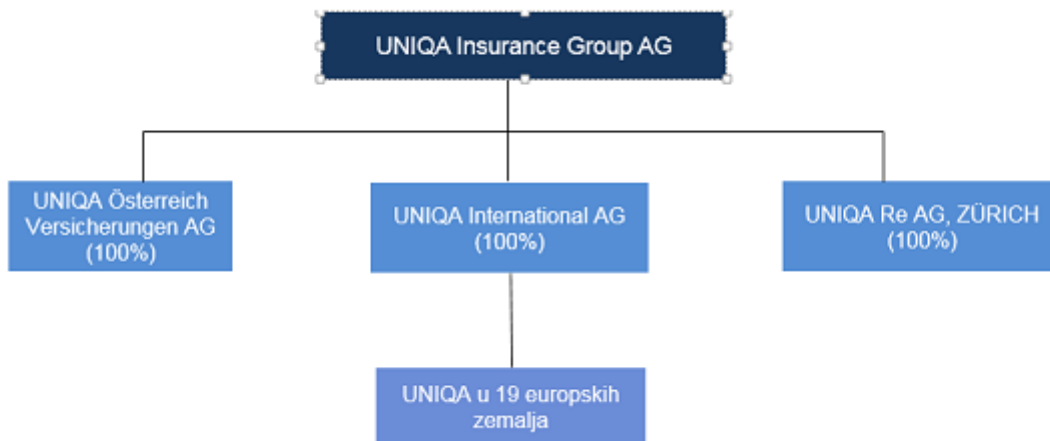 UNIQA Insurance Group AG
UNIQA Österreich
Versicherungen AG
(100%)
UNIQA International AG
(100%)
UNIQA Re AG, ZÜRICH
(100%)
UNIQA u 19 europskih
zemalja